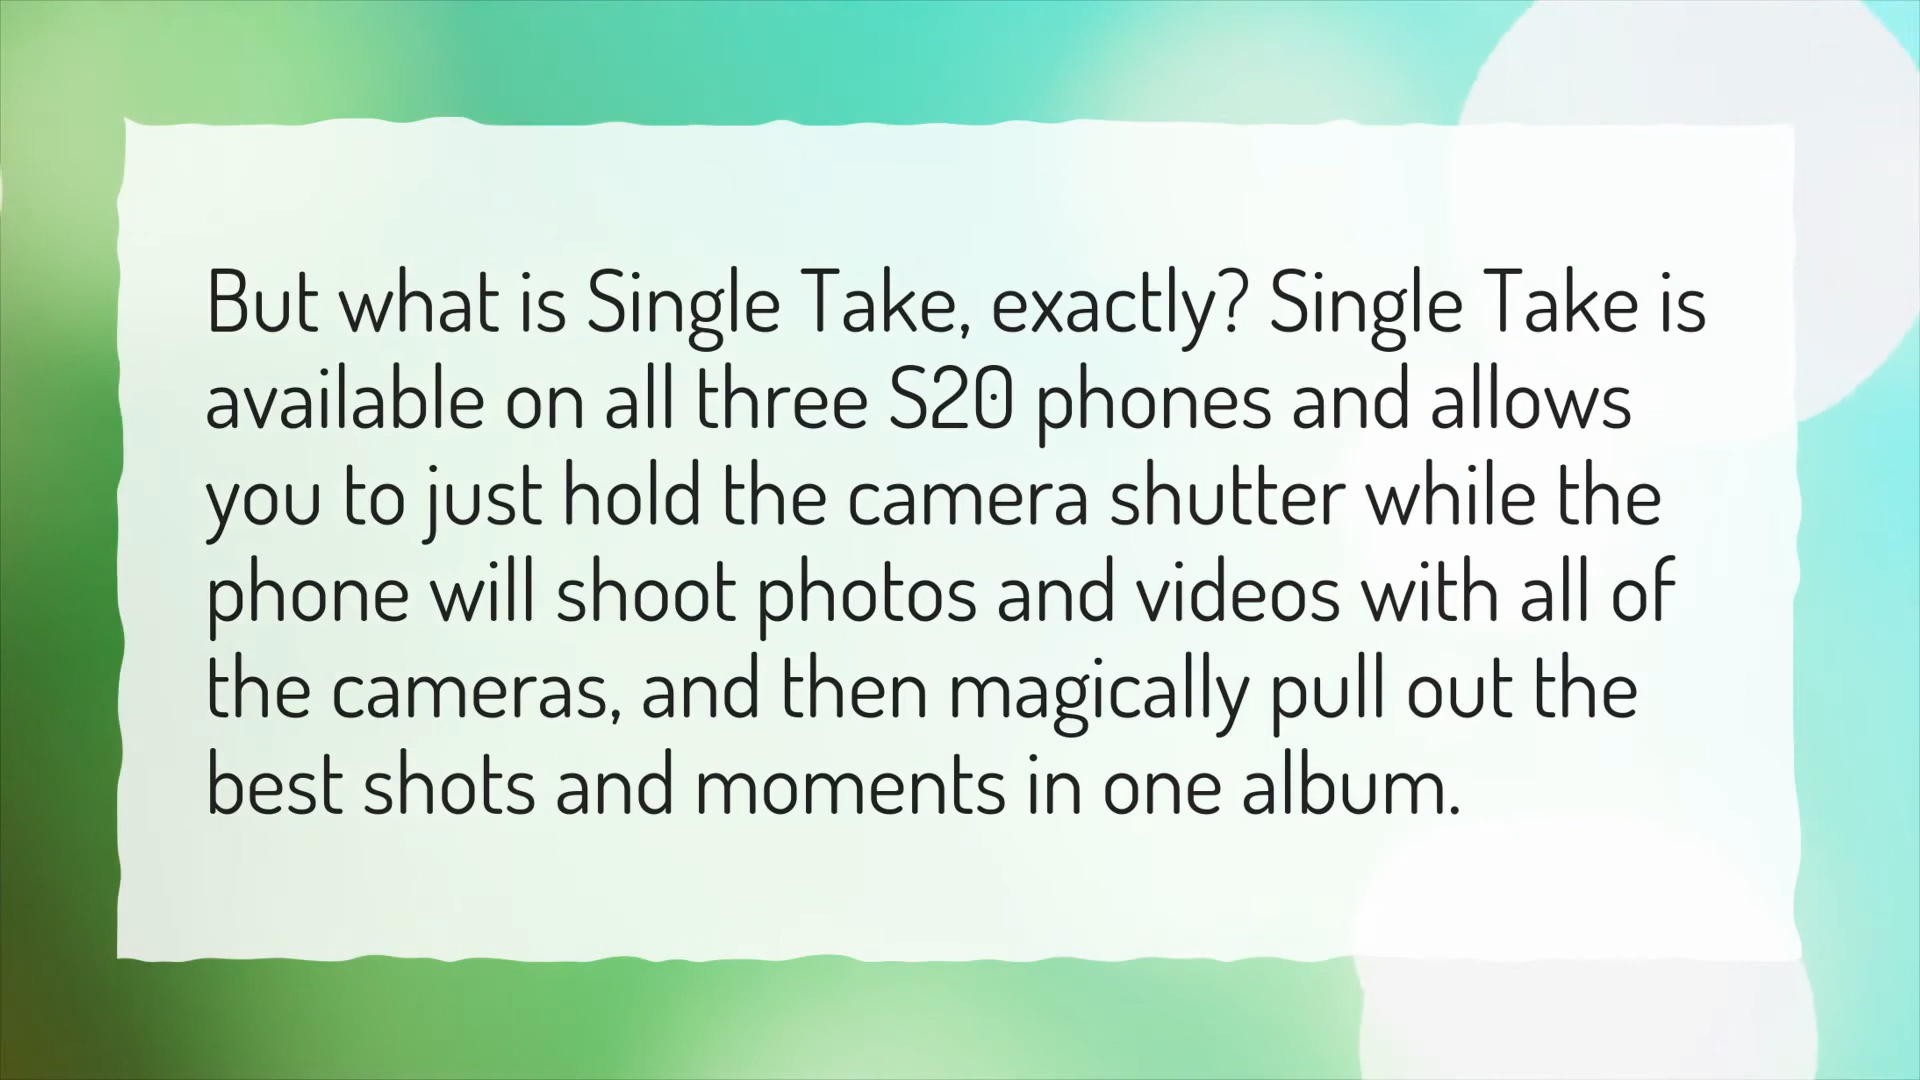 But what is Single Take, exactly? Single Take is
available on all three S20 phones and allows
you to just hold the camera shutter while the
phone will shoot photos and videos with all of
the cameras, and then magically pull out the
best shots and moments in one album.